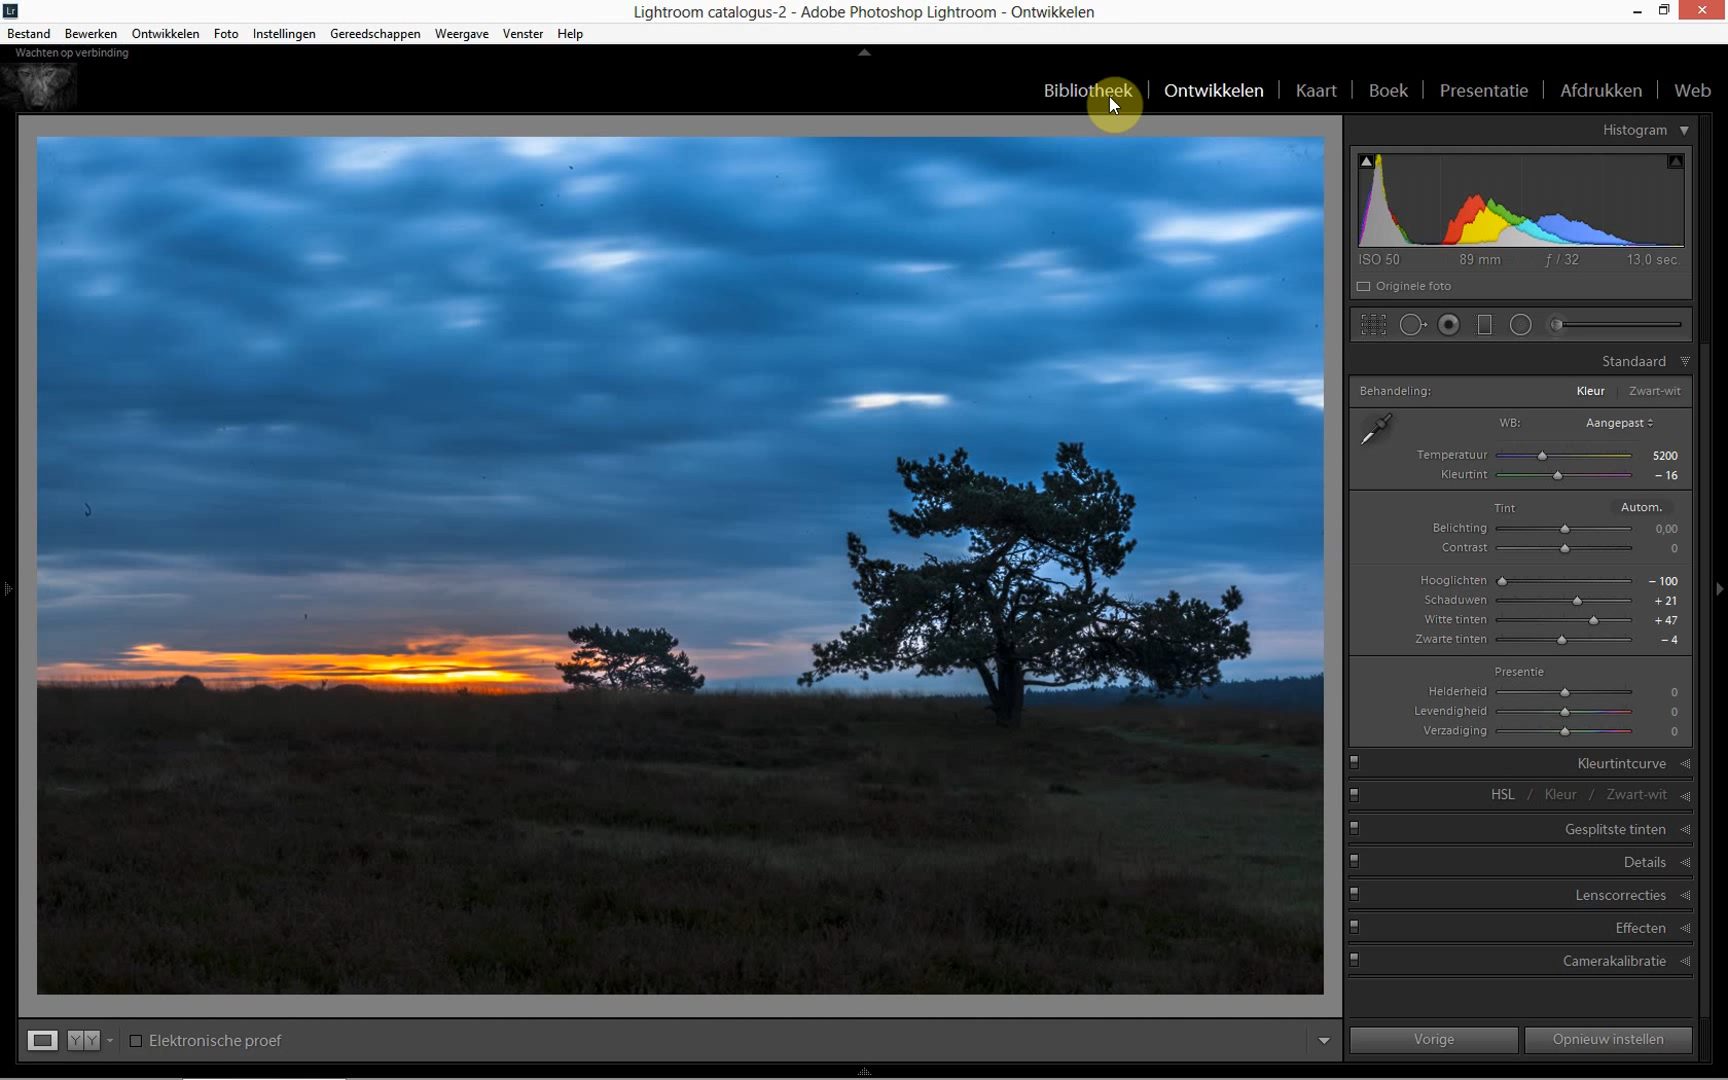 Lr
Lightroom catalogus-2 - Adobe Photoshop Lightroom - Ontwikkelen
Bestand Bewerken Ontwikkelen Foto Instellingen Gereedschappen Weergave Venster Help
Wachten op verbinding
Bibliotheek Ontwikkelen Kaart Boek Presentatie Afdrukken Web
Histogram
ISO 50 89 mm ƒ / 32 13,0 sec.
Originele foto
Standaard
Behandeling: Kleur Zwart-wit
WB: Aangepast
Temperatuur 5200
Kleurtint - 16
Tint Autom.
Belichting 0,00
Contrast 0
Hooglichten - 100
Schaduwen + 21
Witte tinten + 47
Zwarte tinten - 4
Presentie
Helderheid 0
Levendigheid 0
Verzadiging 0
Kleurtintcurve
HSL / Kleur / Zwart-wit
Gesplitste tinten
Details
Lenscorrecties
Effecten
Camerakalibratie
YY Elektronische proef
Vorige Opnieuw instellen